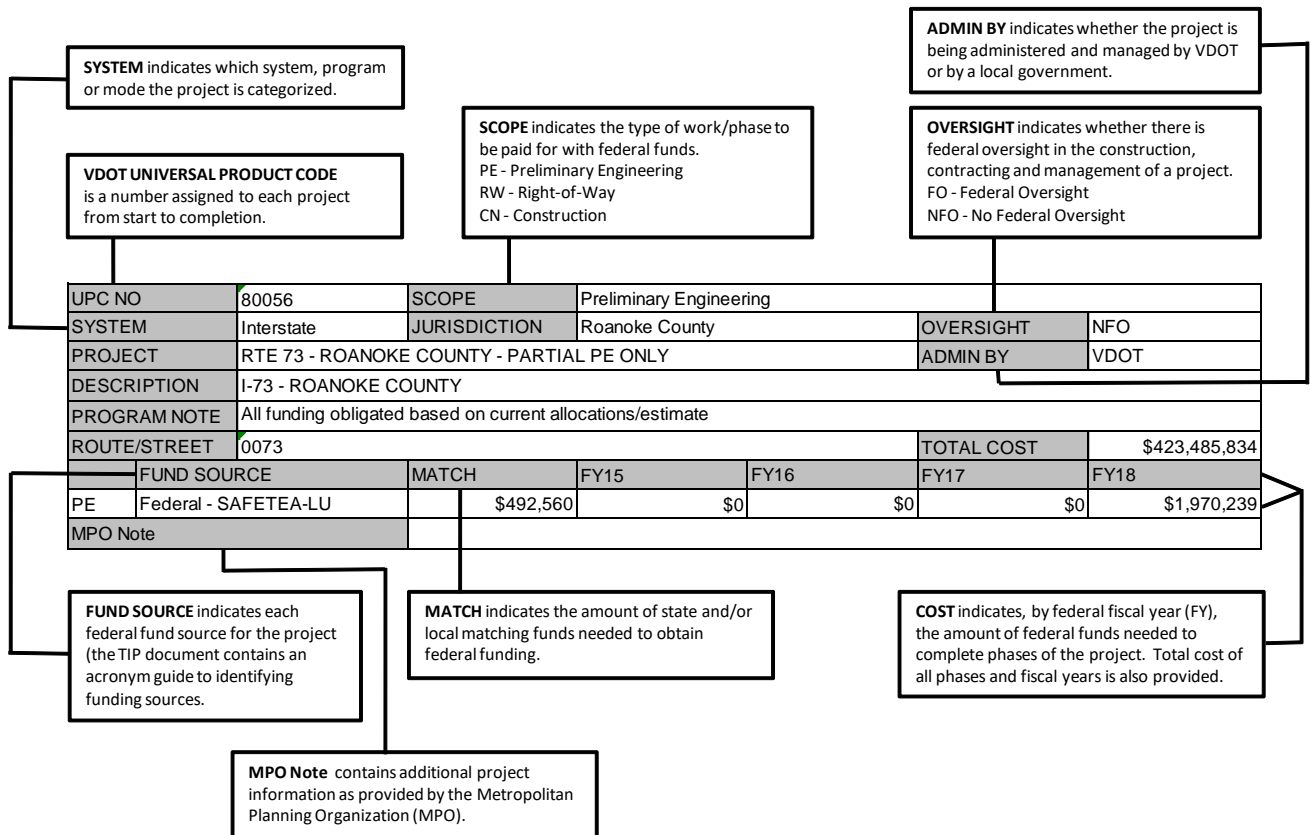 ADMIN BY indicates whether the project is
being administered and managed by VDOT
or by a local government.
SYSTEM indicates which system, program
or mode the project is categorized.
SCOPE indicates the type of work/phase to
be paid for with federal funds.
PE - Preliminary Engineering
RW - Right-of-Way
CN - Construction
OVERSIGHT indicates whether there is
federal oversight in the construction,
contracting and management of a project.
FO - Federal Oversight
NFO - No Federal Oversight
VDOT UNIVERSAL PRODUCT CODE
is a number assigned to each project
from start to completion.
UPC NO 80056 SCOPE Preliminary Engineering
SYSTEM Interstate JURISDICTION Roanoke County OVERSIGHT NFO
PROJECT RTE 73 - ROANOKE COUNTY - PARTIAL PE ONLY ADMIN BY VDOT
DESCRIPTION I-73 - ROANOKE COUNTY
PROGRAM NOTE All funding obligated based on current allocations/estimate
ROUTE/STREET 0073 TOTAL COST $423,485,834
FUND SOURCE MATCH FY15 FY16 FY17 FY18
PE Federal - SAFETEA-LU $492,560 $0 $0 $0 $1,970,239
MPO Note
FUND SOURCE indicates each
federal fund source for the project
(the TIP document contains an
acronym guide to identifying
funding sources.
MATCH indicates the amount of state and/or
local matching funds needed to obtain
federal funding.
COST indicates, by federal fiscal year (FY),
the amount of federal funds needed to
complete phases of the project. Total cost of
all phases and fiscal years is also provided.
MPO Note contains additional project
information as provided by the Metropolitan
Planning Organization (MPO).